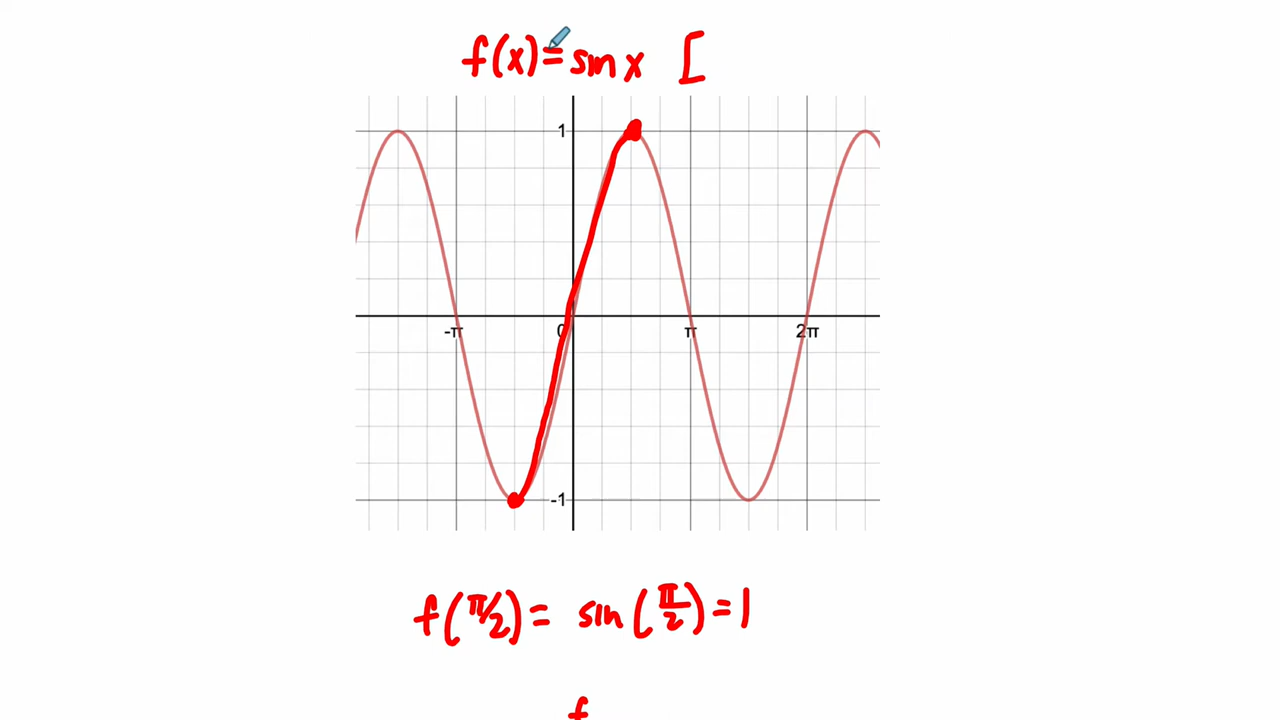 f(x)= sin x [
1
-π 0 π 2π
-1
f(π/2)= sin(π/2)=1
f